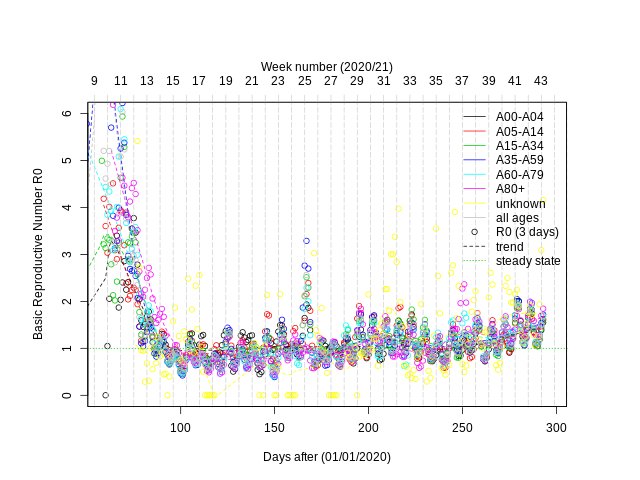 Week number (2020/21)
9 11 13 15 17 19 21 23 25 27 29 31 33 35 37 39 41 43
Basic Reproductive Number R0
6
5
4
3
2
1
0
A00-A04
A05-A14
A15-A34
A35-A59
A60-A79
A80+
unknown
all ages
R0 (3 days)
trend
steady state
100 150 200 250 300
Days after (01/01/2020)